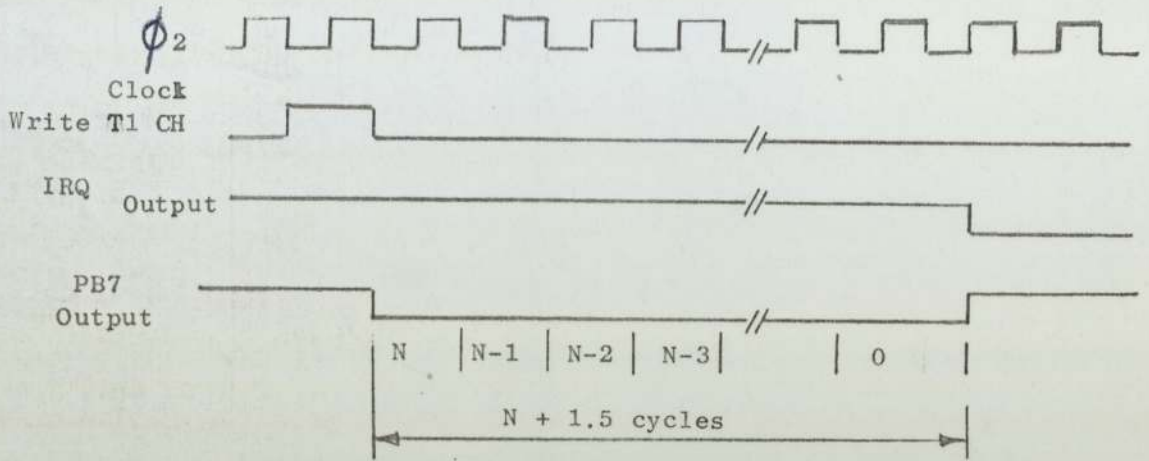 ϕ2
Clock
Write T1 CH
IRQ Output
PB7
Output
N N-1 N-2 N-3 0
N + 1.5 cycles